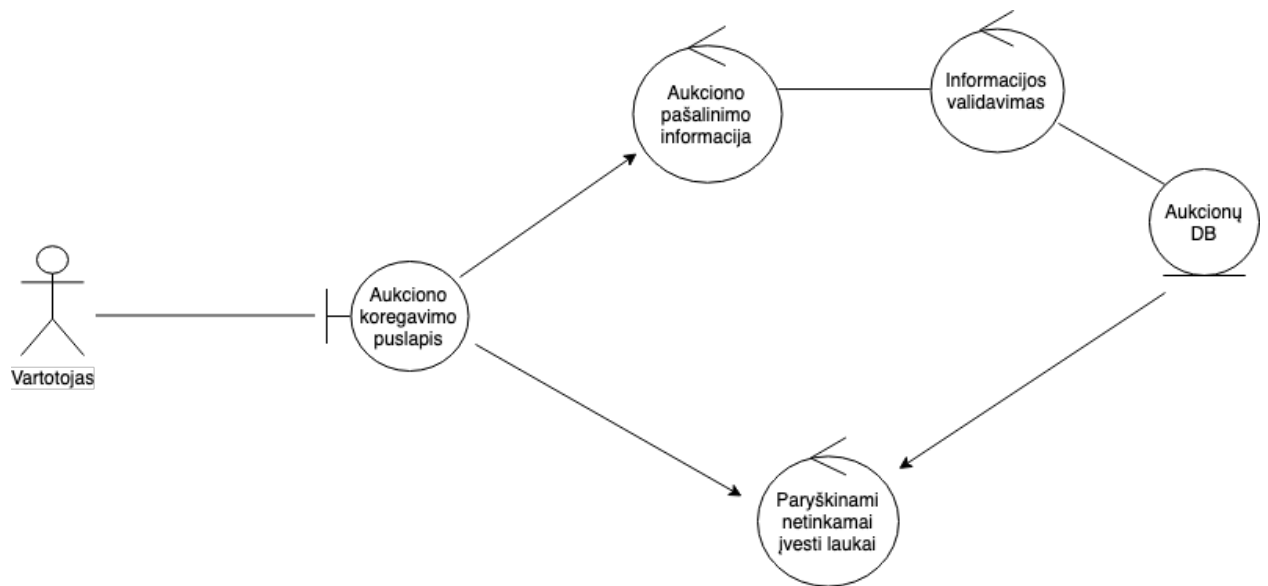 Aukciono
pašalinimo
informacija
Informacijos
validavimas
Aukcionų
DB
Aukciono
koregavimo
puslapis
Vartotojas
Paryškinami
netinkamai
įvesti laukai